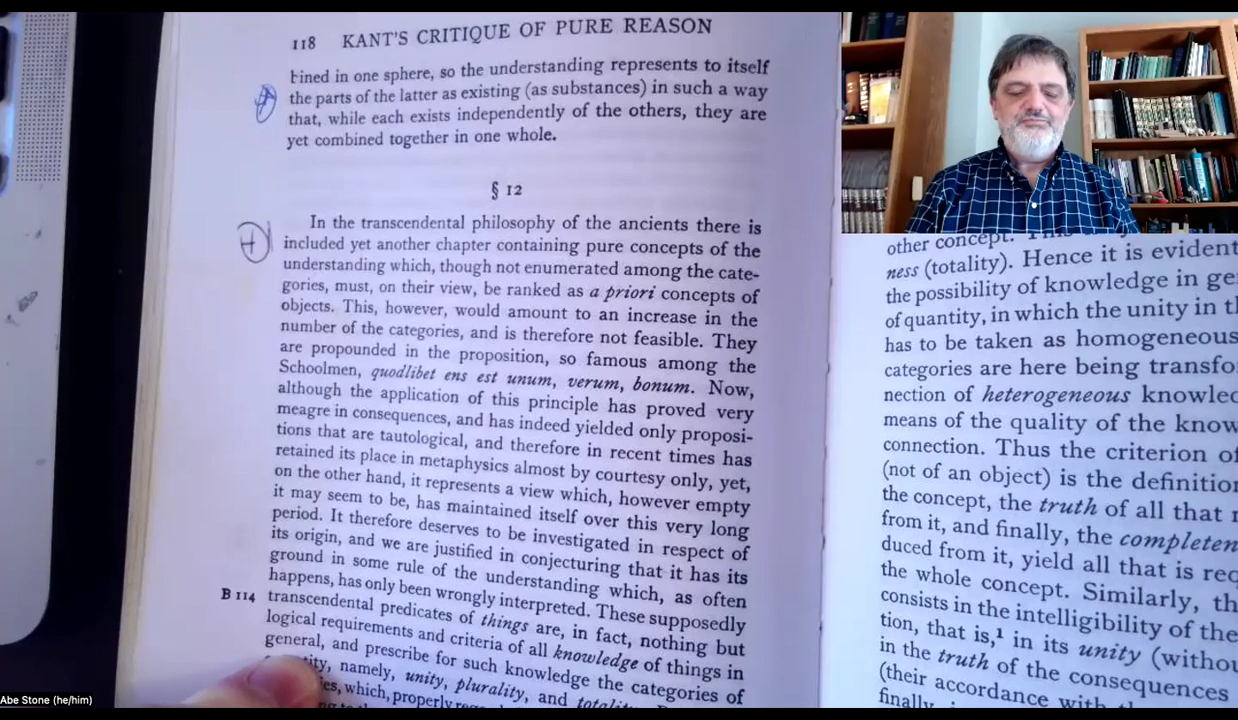 118 KANT'S CRITIQUE OF PURE REASON
tined in one sphere, so the understanding represents to itself
the parts of the latter as existing (as substances) in such a way
that, while each exists independently of the others, they are
yet combined together in one whole.
§ 12
In the transcendental philosophy of the ancients there is
included yet another chapter containing pure concepts of the
understanding which, though not enumerated among the cate-
gories, must, on their view, be ranked as a priori concepts of
objects. This, however, would amount to an increase in the
number of the categories, and is therefore not feasible. They
are propounded in the proposition, so famous among the
Schoolmen, quodlibet ens est unum, verum, bonum. Now,
although the application of this principle has proved very
meagre in consequences, and has indeed yielded only proposi-
tions that are tautological, and therefore in recent times has
retained its place in metaphysics almost by courtesy only, yet,
on the other hand, it represents a view which, however empty
it may seem to be, has maintained itself over this very long
period. It therefore deserves to be investigated in respect of
its origin, and we are justified in conjecturing that it has its
ground in some rule of the understanding which, as often
happens, has only been wrongly interpreted. These supposedly
B 114 transcendental predicates of things are, in fact, nothing but
logical requirements and criteria of all knowledge of things in
general, and prescribe for such knowledge the categories of
namely, unity, plurality, and
which, properly
other concept.
ness (totality). Hence it is evident
the possibility of knowledge in ge
of quantity, in which the unity in t
has to be taken as homogeneous
categories are here being transfo
nection of heterogeneous knowled
means of the quality of the know
connection. Thus the criterion of
(not of an object) is the definition
the concept, the truth of all that
from it, and finally, the completen
duced from it, yield all that is req
the whole concept. Similarly, th
consists in the intelligibility of the
tion, that is,¹ in its unity (withou
in the truth of the consequences
(their accordance with
finally
Abe Stone (he/him)